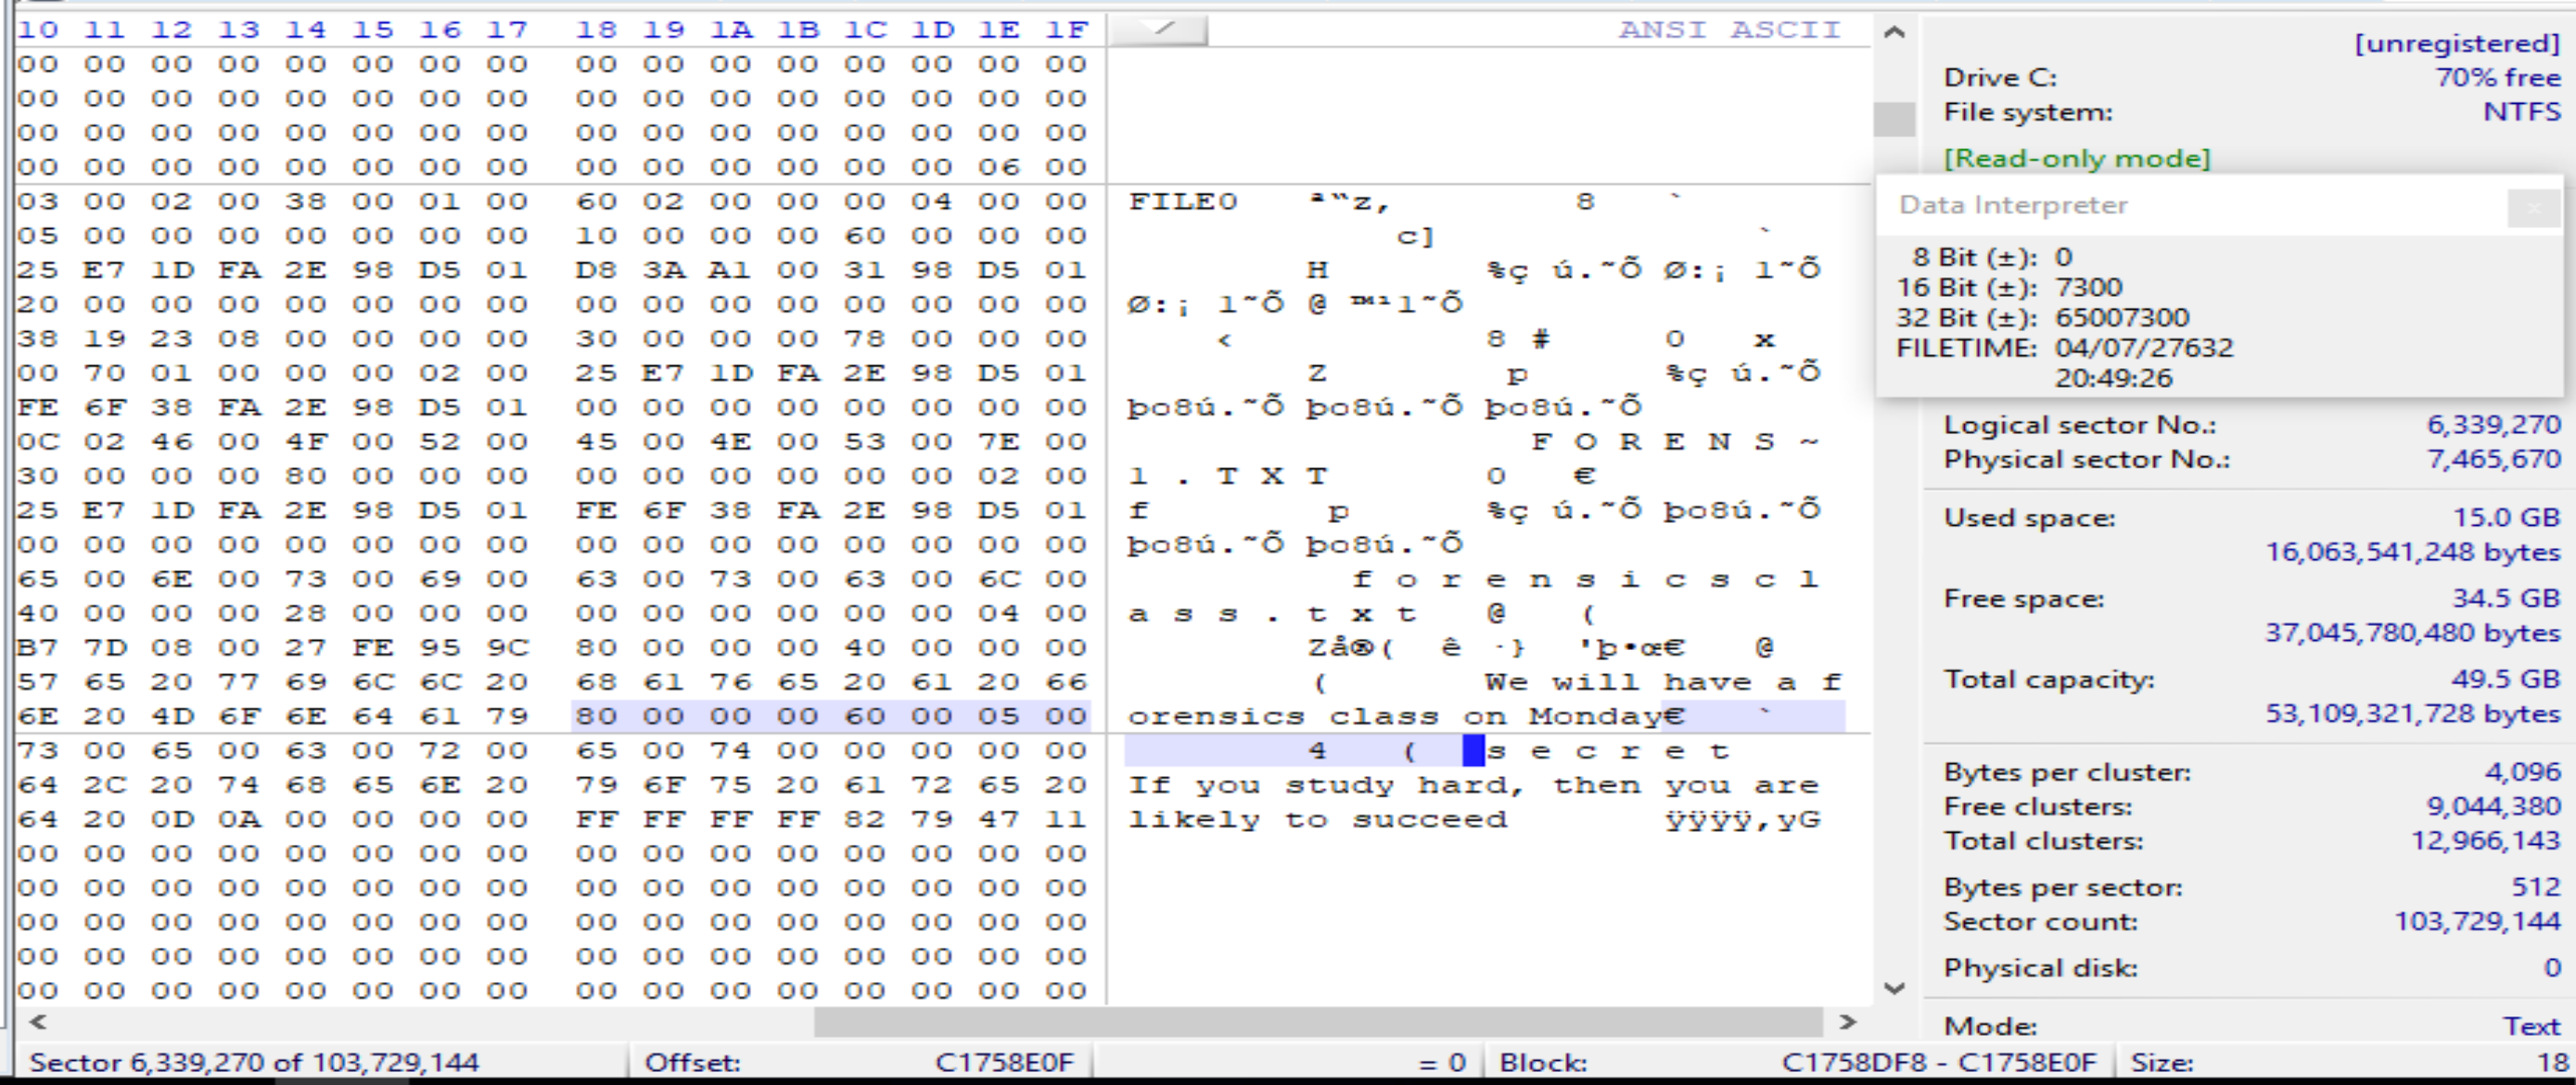 10 11 12 13 14 15 16 17 18 19 1A 1B 1C 1D 1E 1F ANSI ASCII
00 00 00 00 00 00 00 00 00 00 00 00 00 00 00 00
00 00 00 00 00 00 00 00 00 00 00 00 00 00 00 00
00 00 00 00 00 00 00 00 00 00 00 00 00 00 00 00
00 00 00 00 00 00 00 00 00 00 00 00 00 00 06 00
03 00 02 00 38 00 01 00 60 02 00 00 00 04 00 00 FILE0 ª"z, 8 `
05 00 00 00 00 00 00 00 10 00 00 00 60 00 00 00 c] `
25 E7 1D FA 2E 98 D5 01 D8 3A A1 00 31 98 D5 01 H %ç ú.˜Õ Ø:¡ 1˜Õ
20 00 00 00 00 00 00 00 00 00 00 00 00 00 00 00 Ø:¡ 1˜Õ @ ™¹1˜Õ
38 19 23 08 00 00 00 00 30 00 00 00 78 00 00 00 < 8 # 0 x
00 70 01 00 00 00 02 00 25 E7 1D FA 2E 98 D5 01 Z p %ç ú.˜Õ
FE 6F 38 FA 2E 98 D5 01 00 00 00 00 00 00 00 00 þo8ú.˜Õ þo8ú.˜Õ þo8ú.˜Õ
0C 02 46 00 4F 00 52 00 45 00 4E 00 53 00 7E 00 F O R E N S ~
30 00 00 00 80 00 00 00 00 00 00 00 00 00 02 00 1 . T X T 0 €
25 E7 1D FA 2E 98 D5 01 FE 6F 38 FA 2E 98 D5 01 f p %ç ú.˜Õ þo8ú.˜Õ
00 00 00 00 00 00 00 00 00 00 00 00 00 00 00 00 þo8ú.˜Õ þo8ú.˜Õ
65 00 6E 00 73 00 69 00 63 00 73 00 63 00 6C 00 f o r e n s i c s c l
40 00 00 00 28 00 00 00 00 00 00 00 00 00 04 00 a s s . t x t @ (
B7 7D 08 00 27 FE 95 9C 80 00 00 00 40 00 00 00 Zå®( ê ·} 'þ•œ€ @
57 65 20 77 69 6C 6C 20 68 61 76 65 20 61 20 66 ( We will have a f
6E 20 4D 6F 6E 64 61 79 80 00 00 00 60 00 05 00 orensics class on Monday€ `
73 00 65 00 63 00 72 00 65 00 74 00 00 00 00 00 4 ( s e c r e t
64 2C 20 74 68 65 6E 20 79 6F 75 20 61 72 65 20 If you study hard, then you are
64 20 0D 0A 00 00 00 00 FF FF FF FF 82 79 47 11 likely to succeed ÿÿÿÿ‚yG
00 00 00 00 00 00 00 00 00 00 00 00 00 00 00 00
00 00 00 00 00 00 00 00 00 00 00 00 00 00 00 00
00 00 00 00 00 00 00 00 00 00 00 00 00 00 00 00
00 00 00 00 00 00 00 00 00 00 00 00 00 00 00 00
00 00 00 00 00 00 00 00 00 00 00 00 00 00 00 00
[unregistered]
Drive C: 70% free
File system: NTFS
[Read-only mode]
Data Interpreter
8 Bit (±): 0
16 Bit (±): 7300
32 Bit (±): 65007300
FILETIME: 04/07/27632
20:49:26
Logical sector No.: 6,339,270
Physical sector No.: 7,465,670
Used space: 15.0 GB
16,063,541,248 bytes
Free space: 34.5 GB
37,045,780,480 bytes
Total capacity: 49.5 GB
53,109,321,728 bytes
Bytes per cluster: 4,096
Free clusters: 9,044,380
Total clusters: 12,966,143
Bytes per sector: 512
Sector count: 103,729,144
Physical disk: 0
Mode: Text
Sector 6,339,270 of 103,729,144 Offset: C1758E0F = 0 Block: C1758DF8 - C1758E0F Size: 18